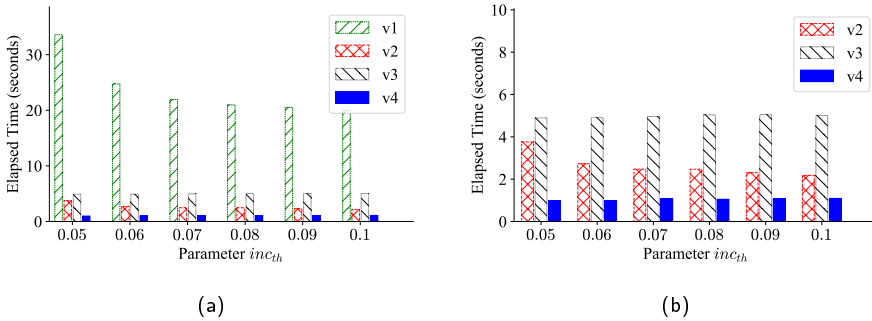 v1
v2
v3
v4
30
20
10
0
Elapsed Time (seconds)
0.05 0.06 0.07 0.08 0.09 0.1
Parameter inc_th
(a)
v2
v3
v4
10
8
6
4
2
0
Elapsed Time (seconds)
0.05 0.06 0.07 0.08 0.09 0.1
Parameter inc_th
(b)